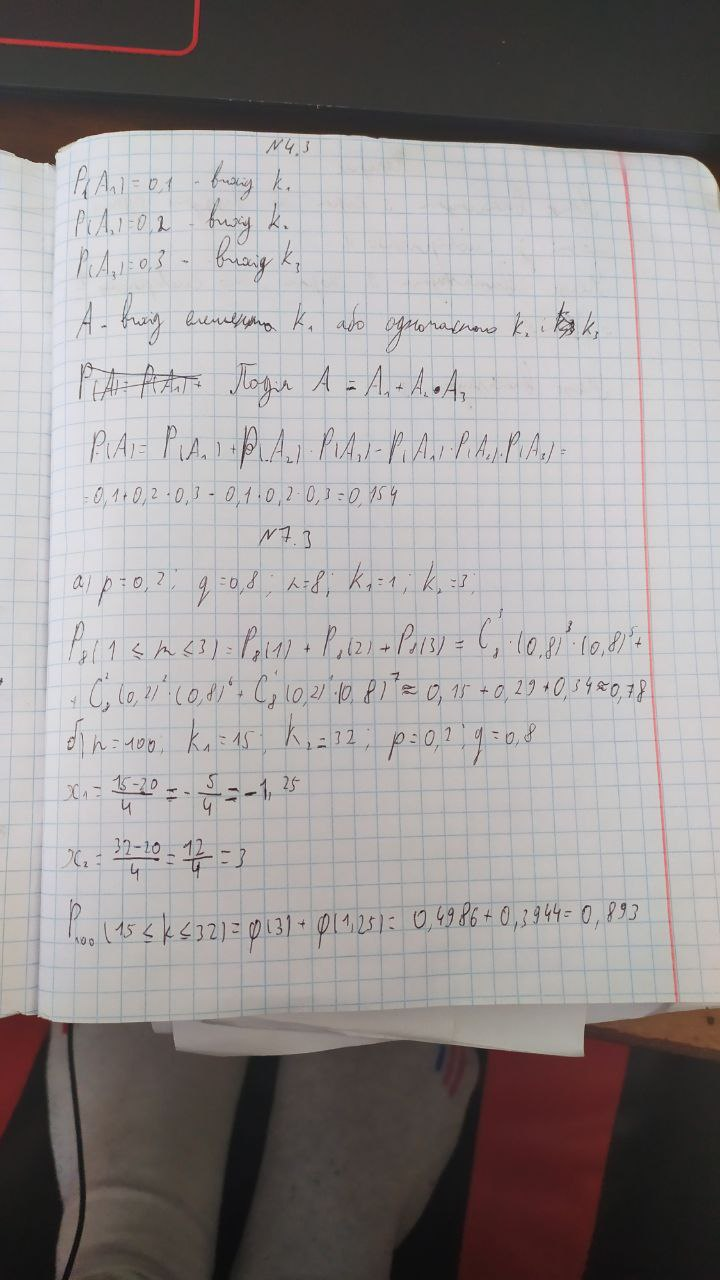 N4.3
P(A₁)=0,1 - вихід k₁
P(A₂)=0,2 - вихід k₂
P(A₃)=0,3 - вихід k₃
A - вихід елемента k₁ або одночасного k₂ і k₃
P(A)= P(A₁)+ Подія A = A₁ + A₂ • A₃
P(A)= P(A₁) + P(A₂) · P(A₃) - P(A₁) · P(A₂) · P(A₃) =
= 0,1 + 0,2 · 0,3 - 0,1 · 0,2 · 0,3 = 0,154
N7.3
а) p=0,2; q=0,8; n=8; k₁=1; k₂=3;
P₈(1 ≤ m ≤ 3) = P₈(1) + P₈(2) + P₈(3) = C₈³ · (0,8)³ · (0,8)⁵ +
+ C₈² (0,2)² · (0,8)⁶ + C₈¹ (0,2)¹ · (0,8)⁷ ≈ 0,15 + 0,29 + 0,34 ≈ 0,78
б) n=100; k₁=15; k₂=32; p=0,2; q=0,8
x₁ = (15-20)/4 = - 5/4 = -1,25
x₂ = (32-20)/4 = 12/4 = 3
P₁₀₀ (15 ≤ k ≤ 32) = φ(3) + φ(1,25) = 0,4986 + 0,3944 = 0,893